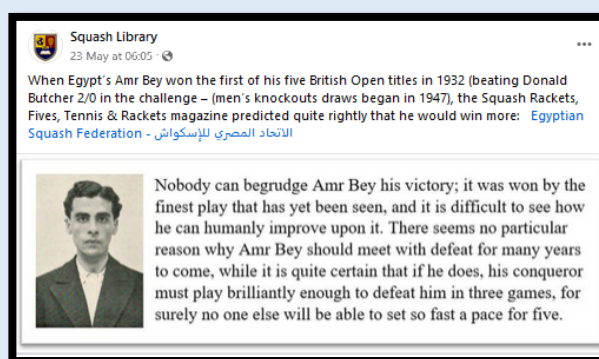 Squash Library
23 May at 06:05 ·
When Egypt's Amr Bey won the first of his five British Open titles in 1932 (beating Donald
Butcher 2/0 in the challenge – (men's knockouts draws began in 1947), the Squash Rackets,
Fives, Tennis & Rackets magazine predicted quite rightly that he would win more: Egyptian
Squash Federation - الاتحاد المصري للإسكواش
Nobody can begrudge Amr Bey his victory; it was won by the
finest play that has yet been seen, and it is difficult to see how
he can humanly improve upon it. There seems no particular
reason why Amr Bey should meet with defeat for many years
to come, while it is quite certain that if he does, his conqueror
must play brilliantly enough to defeat him in three games, for
surely no one else will be able to set so fast a pace for five.